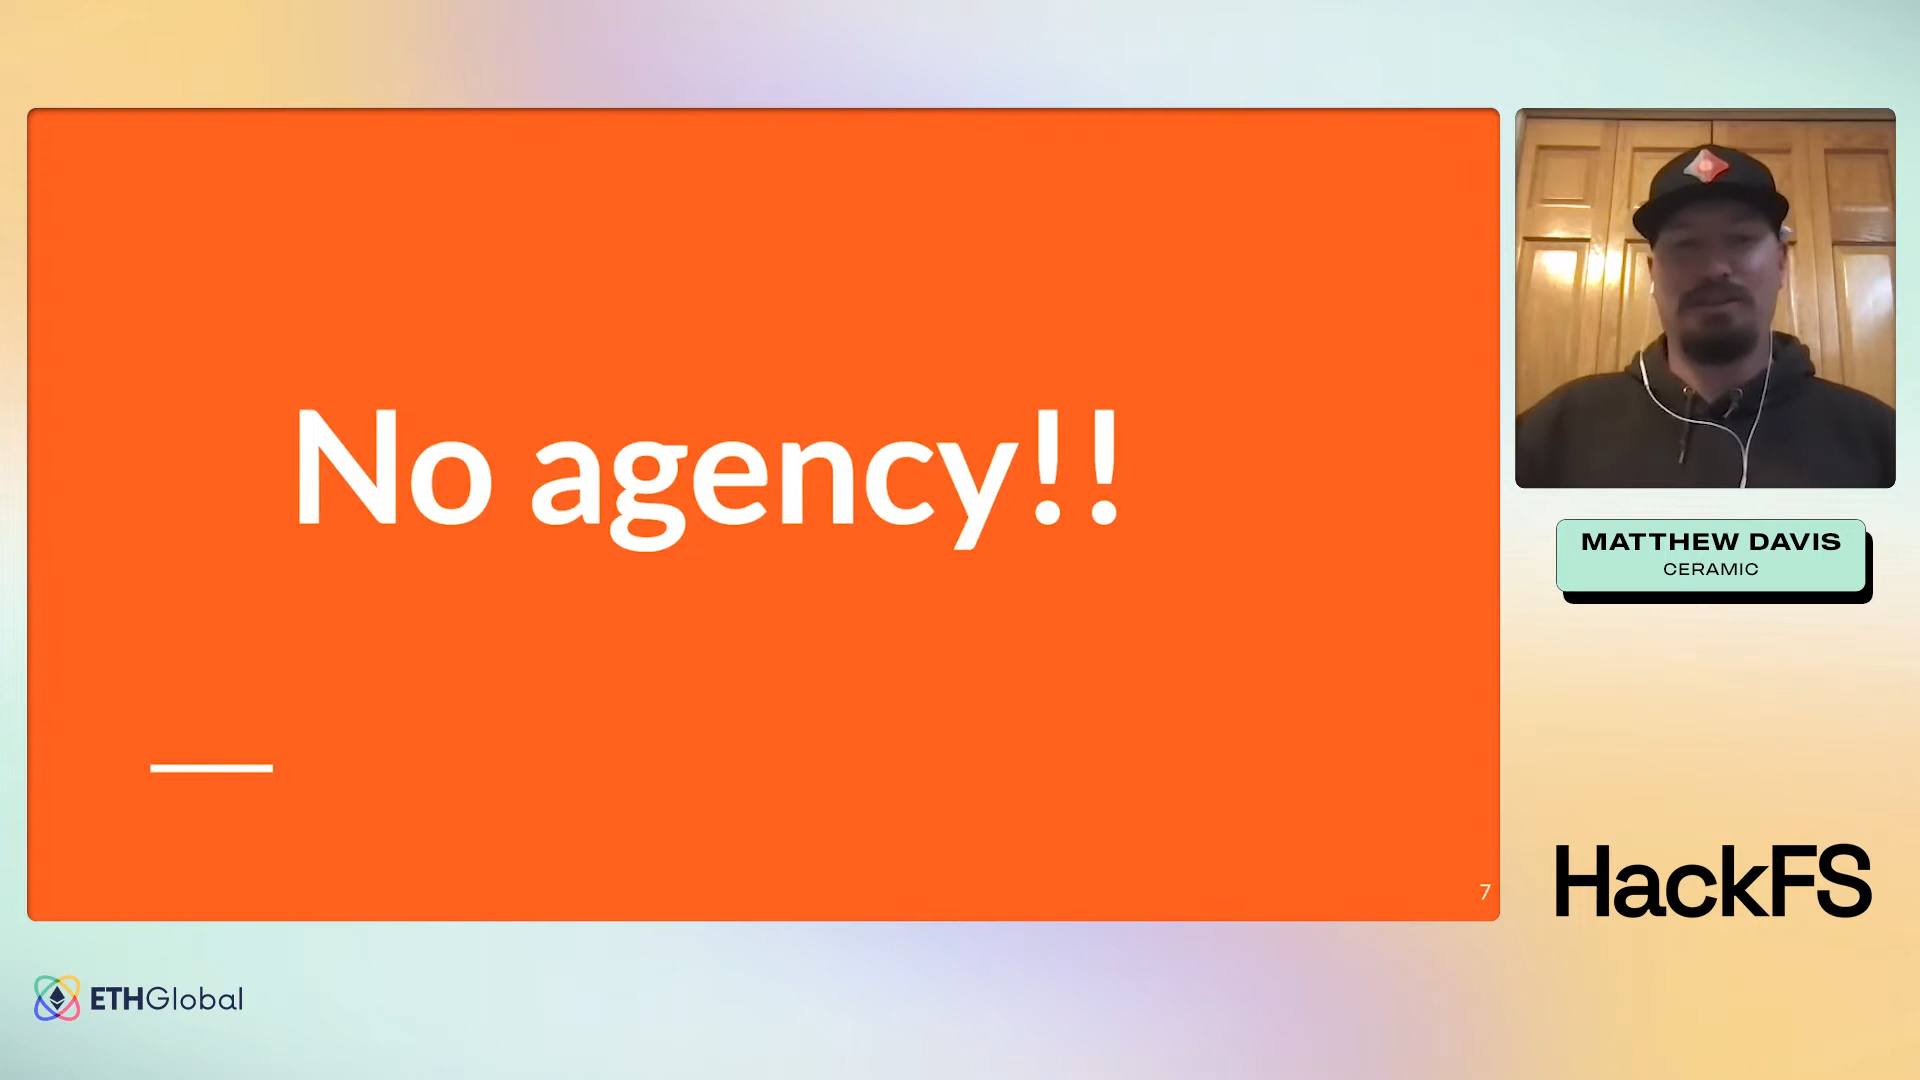 No agency!!
7
MATTHEW DAVIS
CERAMIC
HackFS
ETHGlobal